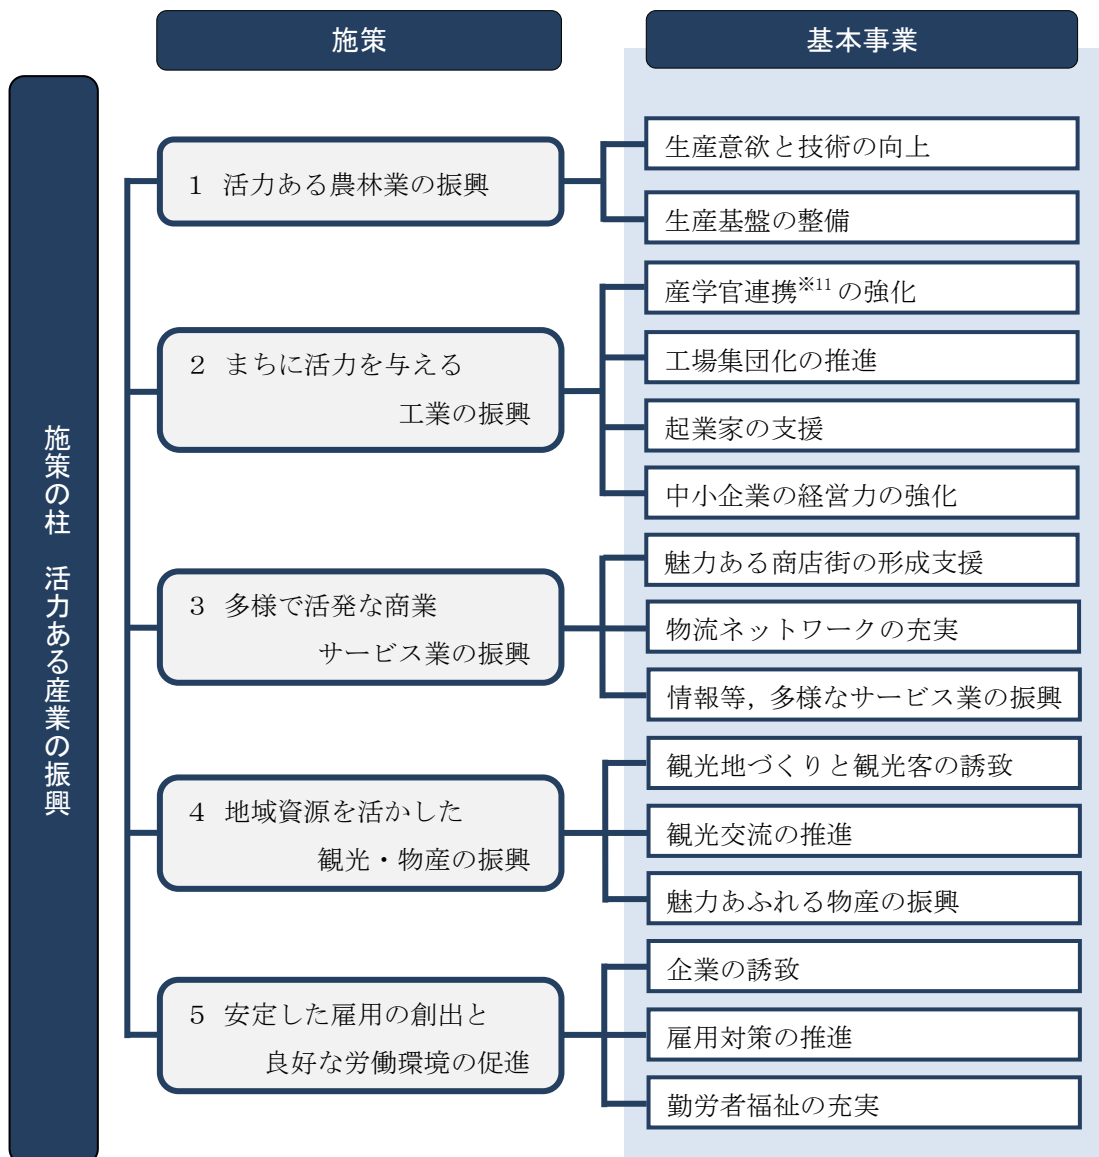 施策
基本事業
施策の柱　活力ある産業の振興
1 活力ある農林業の振興
生産意欲と技術の向上
生産基盤の整備
2 まちに活力を与える
工業の振興
産学官連携※11の強化
工場集団化の推進
起業家の支援
中小企業の経営力の強化
3 多様で活発な商業
サービス業の振興
魅力ある商店街の形成支援
物流ネットワークの充実
情報等，多様なサービス業の振興
4 地域資源を活かした
観光・物産の振興
観光地づくりと観光客の誘致
観光交流の推進
魅力あふれる物産の振興
5 安定した雇用の創出と
良好な労働環境の促進
企業の誘致
雇用対策の推進
勤労者福祉の充実